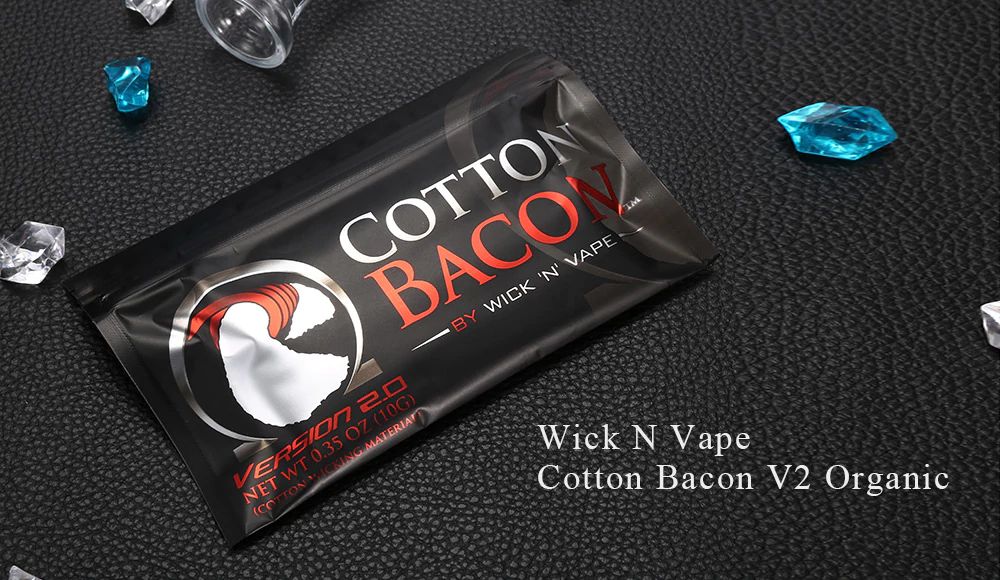 COTTON
BACON™
BY WICK 'N' VAPE
VERSION 2.0
NET WT 0.35 OZ (10G)
(COTTON WICKING MATERIAL)
Wick N Vape
Cotton Bacon V2 Organic